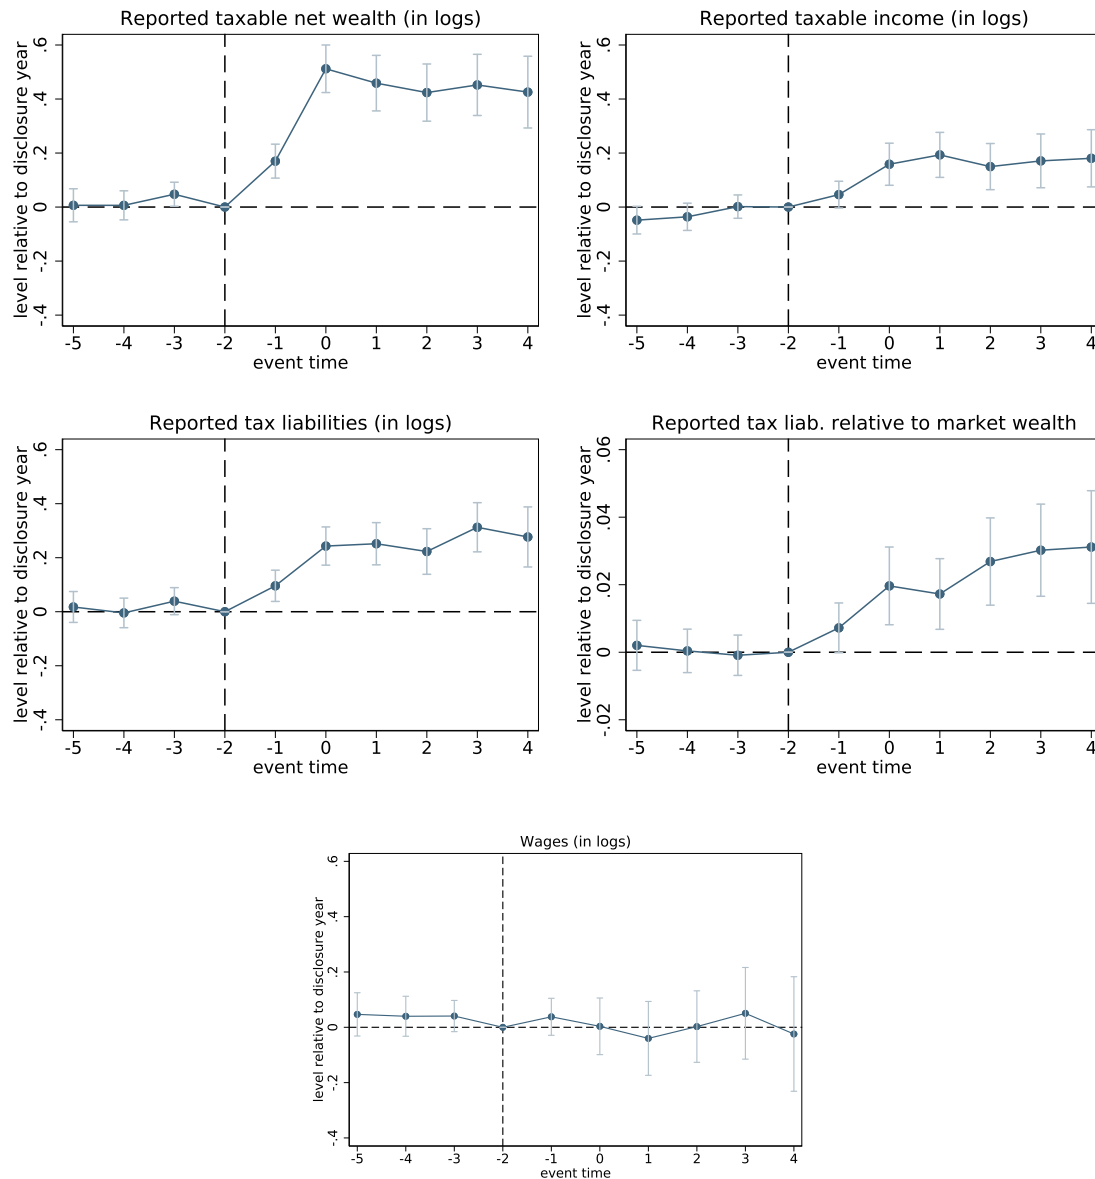 Reported taxable net wealth (in logs)
level relative to disclosure year
.6
.4
.2
0
-.2
-.4
-5 -4 -3 -2 -1 0 1 2 3 4
event time
Reported taxable income (in logs)
level relative to disclosure year
.6
.4
.2
0
-.2
-.4
-5 -4 -3 -2 -1 0 1 2 3 4
event time
Reported tax liabilities (in logs)
level relative to disclosure year
.6
.4
.2
0
-.2
-.4
-5 -4 -3 -2 -1 0 1 2 3 4
event time
Reported tax liab. relative to market wealth
level relative to disclosure year
.06
.04
.02
0
-.02
-5 -4 -3 -2 -1 0 1 2 3 4
event time
Wages (in logs)
level relative to disclosure year
.6
.4
.2
0
-.2
-.4
-5 -4 -3 -2 -1 0 1 2 3 4
event time